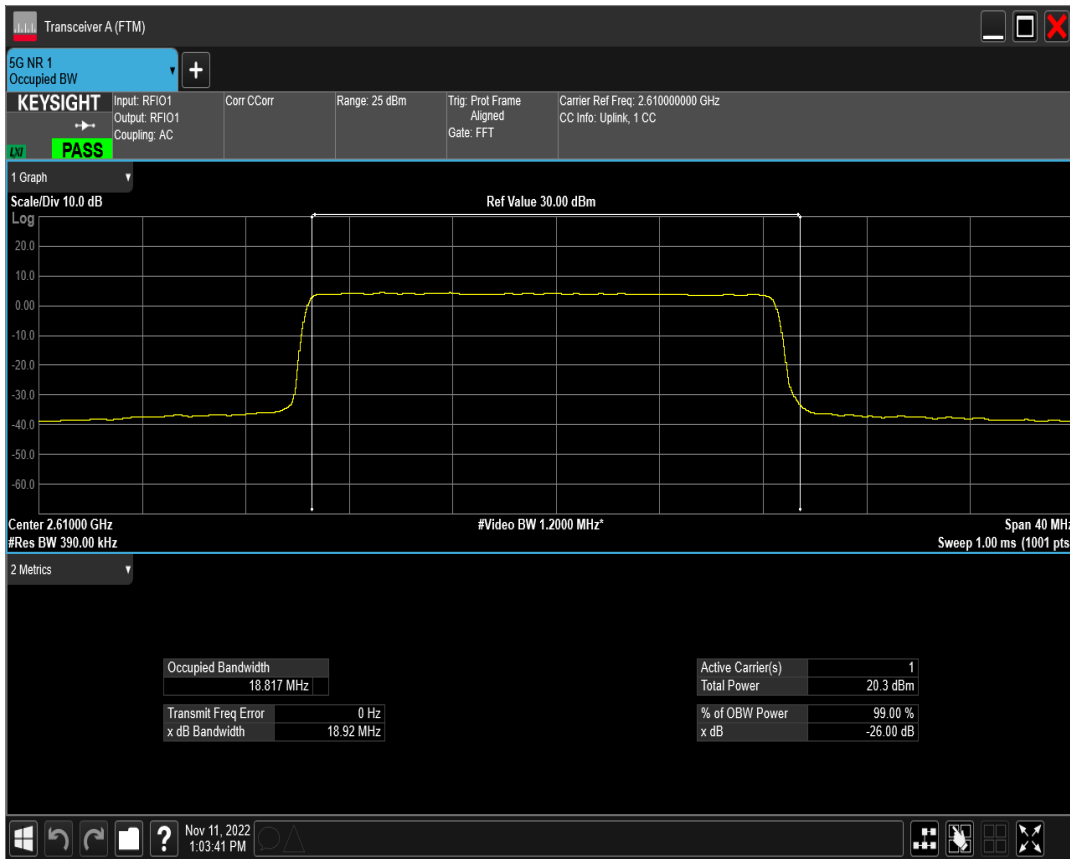 Transceiver A (FTM)
5G NR 1
Occupied BW
+
KEYSIGHT
LXI
PASS
Input: RFIO1
Output: RFIO1
Coupling: AC
Corr CCorr
Range: 25 dBm
Trig: Prot Frame
Aligned
Gate: FFT
Carrier Ref Freq: 2.610000000 GHz
CC Info: Uplink, 1 CC
1 Graph
Scale/Div 10.0 dB
Ref Value 30.00 dBm
Log
20.0
10.0
0.00
-10.0
-20.0
-30.0
-40.0
-50.0
-60.0
Center 2.61000 GHz
#Video BW 1.2000 MHz*
Span 40 MHz
#Res BW 390.00 kHz
Sweep 1.00 ms (1001 pts
2 Metrics
Occupied Bandwidth
18.817 MHz
Transmit Freq Error 0 Hz
x dB Bandwidth 18.92 MHz
Active Carrier(s) 1
Total Power 20.3 dBm
% of OBW Power 99.00 %
x dB -26.00 dB
?
Nov 11, 2022
1:03:41 PM